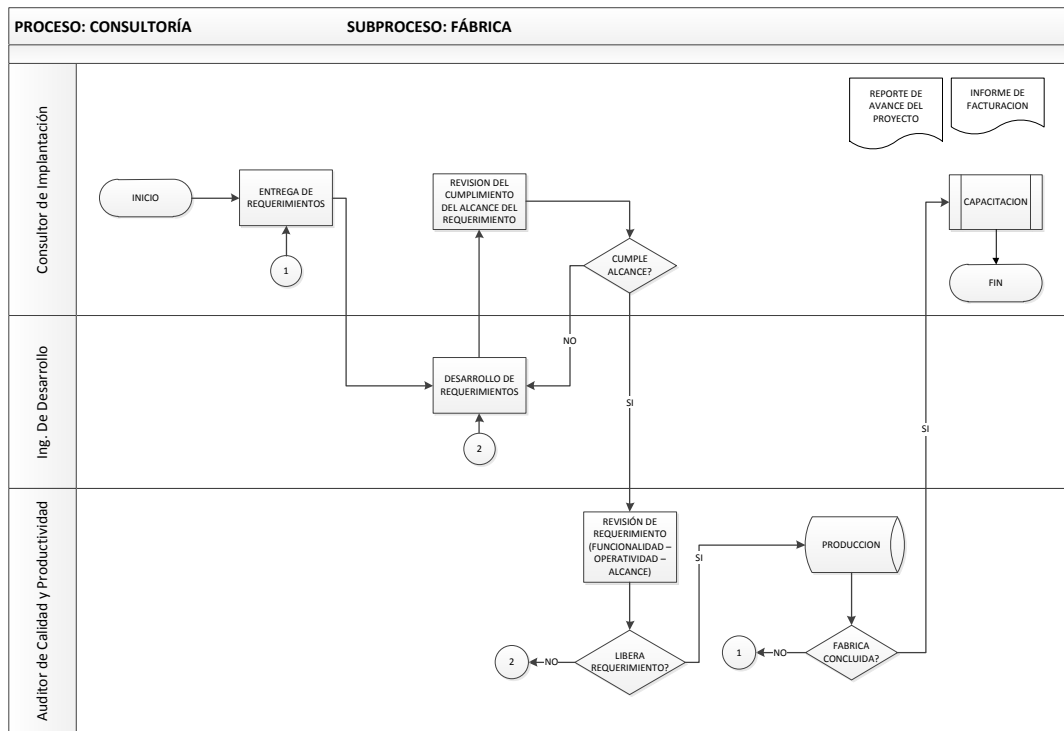 PROCESO: CONSULTORÍA
SUBPROCESO: FÁBRICA
Consultor de Implantación
REPORTE DE
AVANCE DEL
PROYECTO
INFORME DE
FACTURACION
INICIO
ENTREGA DE
REQUERIMIENTOS
1
REVISION DEL
CUMPLIMIENTO
DEL ALCANCE DEL
REQUERIMIENTO
CUMPLE
ALCANCE?
CAPACITACION
FIN
Ing. De Desarrollo
NO
DESARROLLO DE
REQUERIMIENTOS
2
SI
SI
Auditor de Calidad y Productividad
REVISIÓN DE
REQUERIMIENTO
(FUNCIONALIDAD –
OPERATIVIDAD –
ALCANCE)
SI
PRODUCCION
LIBERA
REQUERIMIENTO?
NO
2
FABRICA
CONCLUIDA?
NO
1